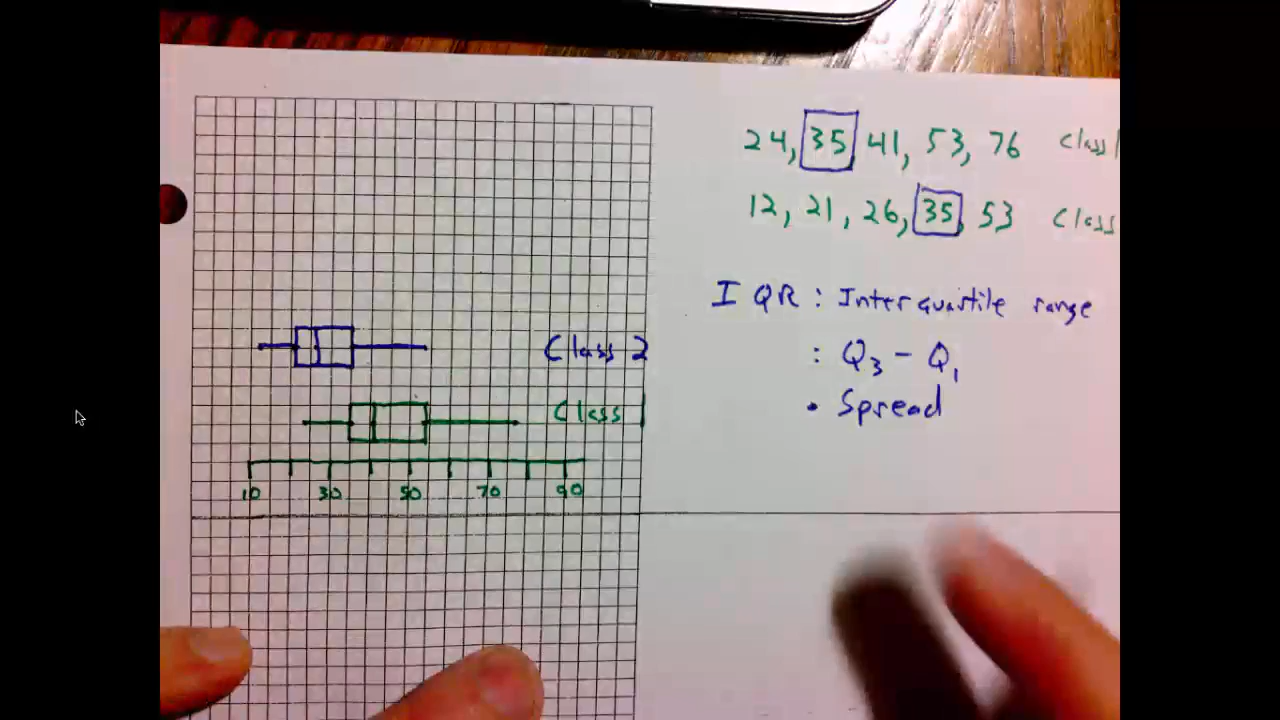 24, 35 41, 53, 76 Class 1
12, 21, 26, 35, 53 Class
IQR : Interquartile range
: Q3 - Q1
• Spread
Class 2
Class 1
10 30 50 70 90